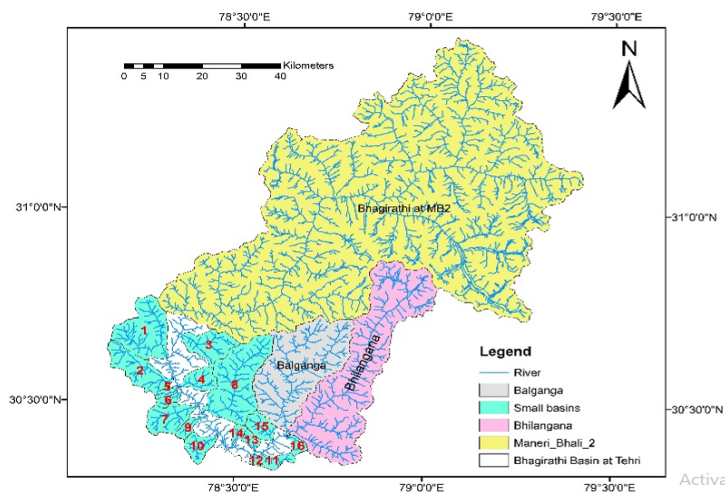 78°30'0"E
79°0'0"E
79°30'0"E
Kilometers
0 5 10 20 30 40
N
31°0'0"N
31°0'0"N
Bhagirathi at MB2
1
3
2
Balganga
Bhilangana
4
8
5
6
7
9
10
15
14
13
16
12 11
30°30'0"N
30°30'0"N
Legend
River
Balganga
Small basins
Bhilangana
Maneri_Bhali_2
Bhagirathi Basin at Tehri
78°30'0"E
79°0'0"E
79°30'0"E
Activa